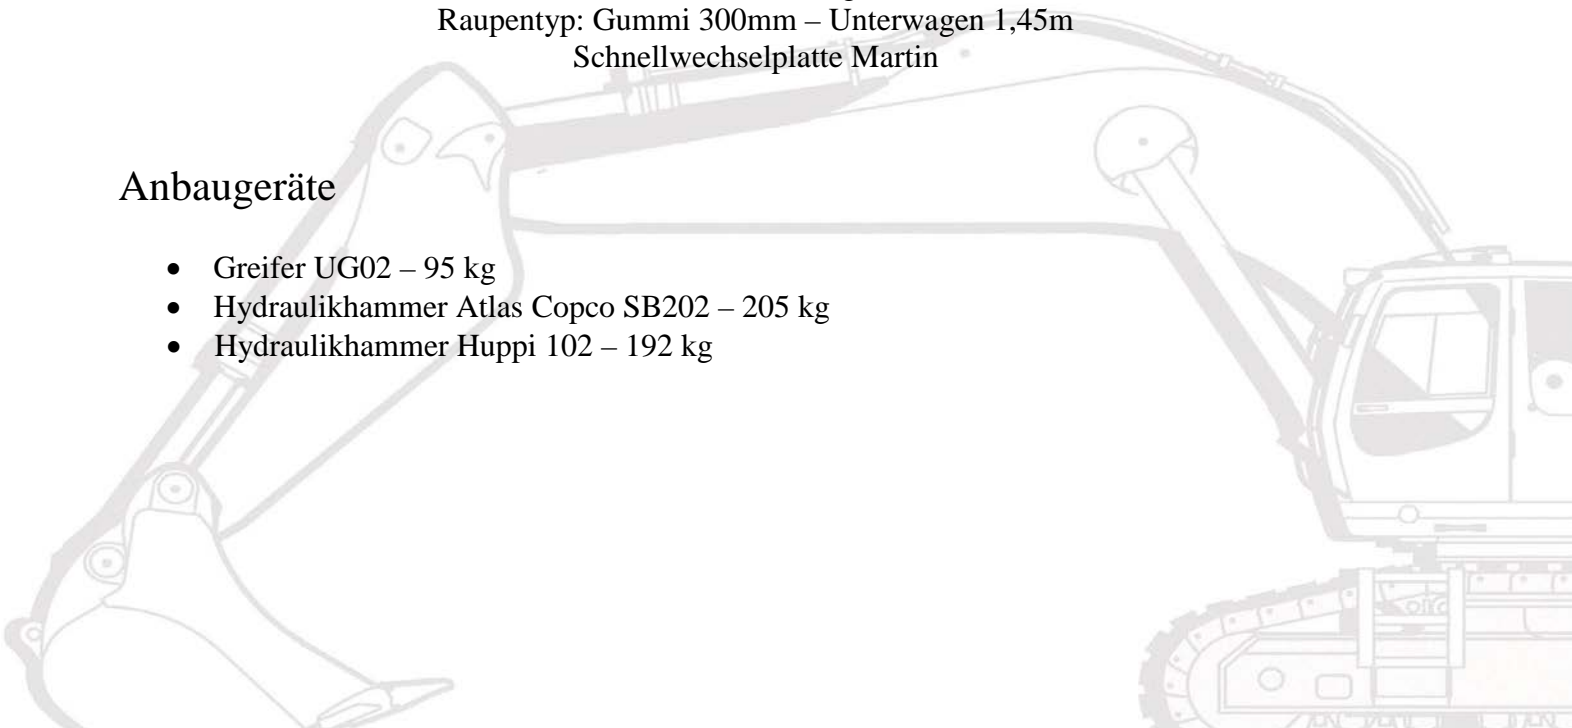 Raupentyp: Gummi 300mm – Unterwagen 1,45m
Schnellwechselplatte Martin
Anbaugeräte
• Greifer UG02 – 95 kg
• Hydraulikhammer Atlas Copco SB202 – 205 kg
• Hydraulikhammer Huppi 102 – 192 kg